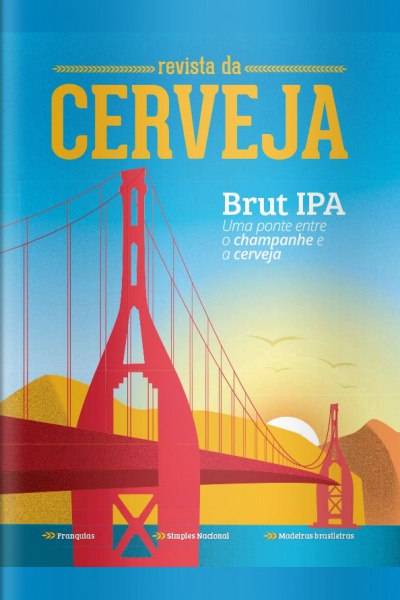 revista da
CERVEJA
Brut IPA
Uma ponte entre
o champanhe e
a cerveja
Franquias
Simples Nacional
Madeiras brasileiras